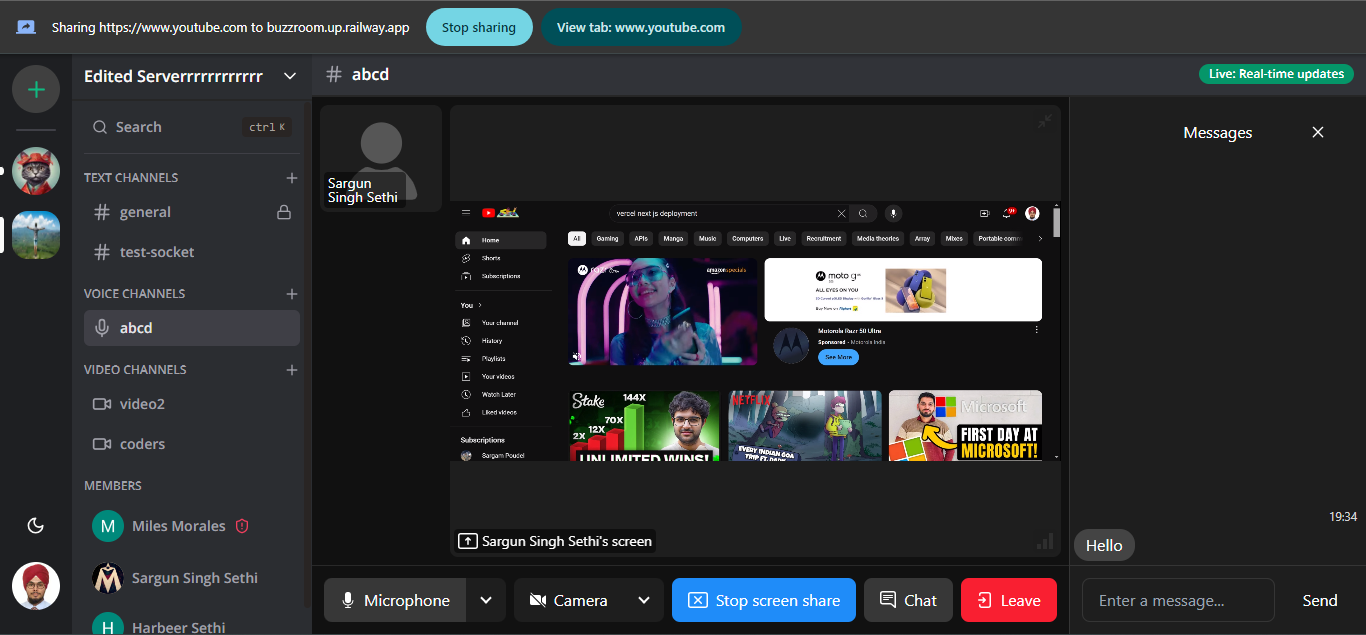 Sharing https://www.youtube.com to buzzroom.up.railway.app
Stop sharing
View tab: www.youtube.com
Edited Serverrrrrrrrrrrr
# abcd
Live: Real-time updates
Search
ctrl K
TEXT CHANNELS
general
test-socket
VOICE CHANNELS
abcd
VIDEO CHANNELS
video2
coders
MEMBERS
M Miles Morales
Sargun Singh Sethi
H Harbeer Sethi
Sargun
Singh Sethi
vercel next js deployment
9+
Home
Shorts
Subscriptions
You
Your channel
History
Playlists
Your videos
Watch Later
Liked videos
Subscriptions
Sargam Poudel
All Gaming APIs Manga Music Computers Live Recruitment Media theories Array Mixes Portable
amazonspecials
moto g
ALL EYES ON YOU
Motorola Razr 50 Ultra
Sponsored · Motorola India
See More
Stake
144X
70X
12X
2X
UNLIMITED WINS!
NETFLIX
EVERY INDIAN GOA
Microsoft
FIRST DAY AT
MICROSOFT!
Sargun Singh Sethi's screen
Microphone
Camera
Stop screen share
Chat
Leave
Messages
19:34
Hello
Enter a message...
Send